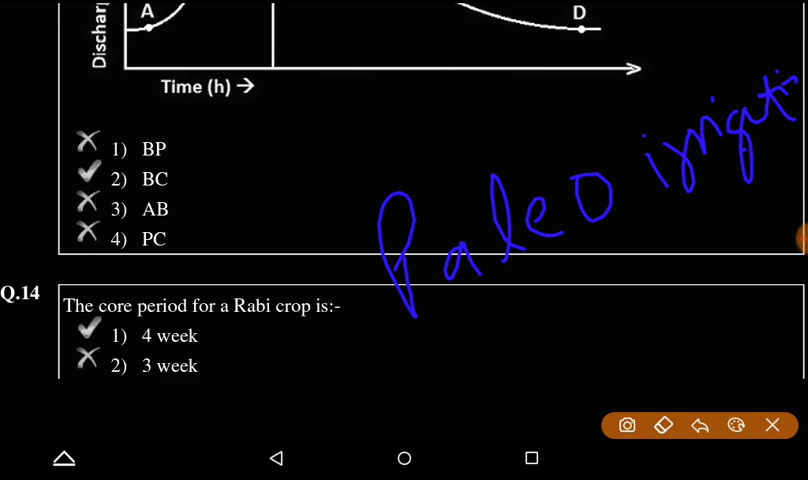 A
D
Discharg
Time (h) →
1) BP
2) BC
3) AB
4) PC
Paleo irrigati
Q.14
The core period for a Rabi crop is:-
1) 4 week
2) 3 week